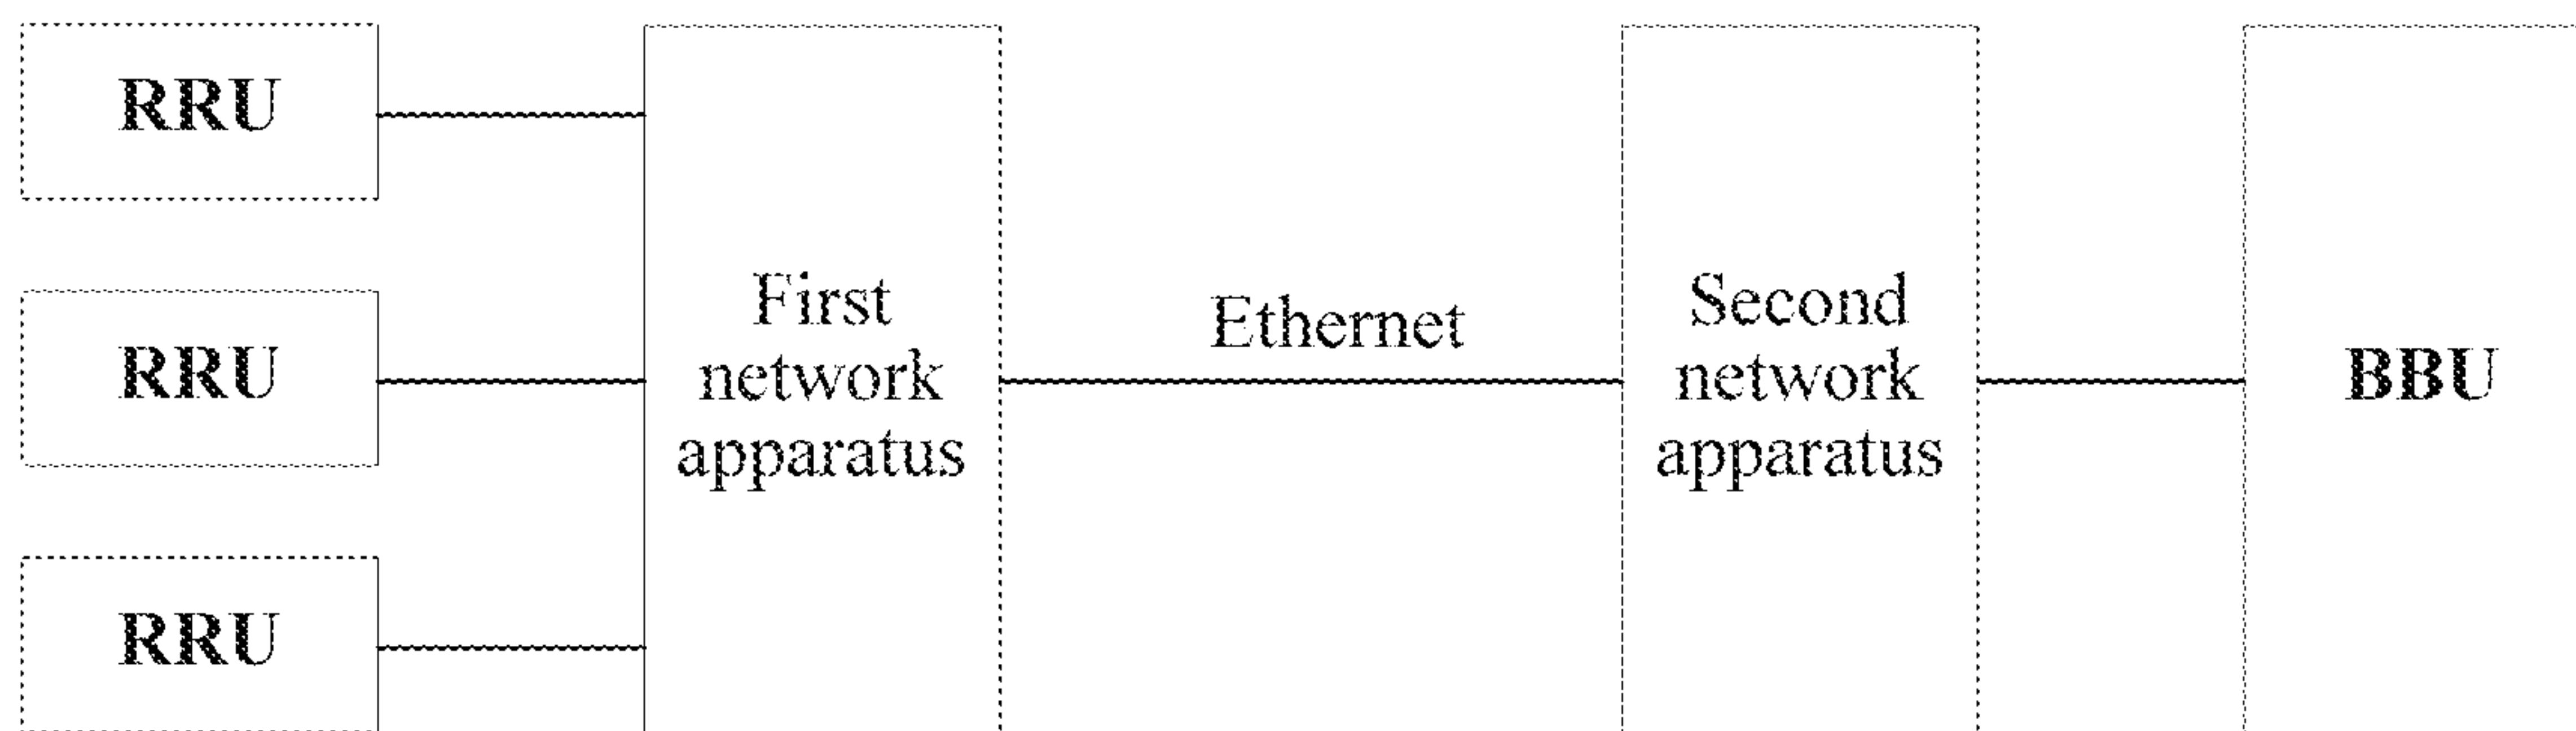 RRU
RRU
RRU
First
network
apparatus
Ethernet
Second
network
apparatus
BBU